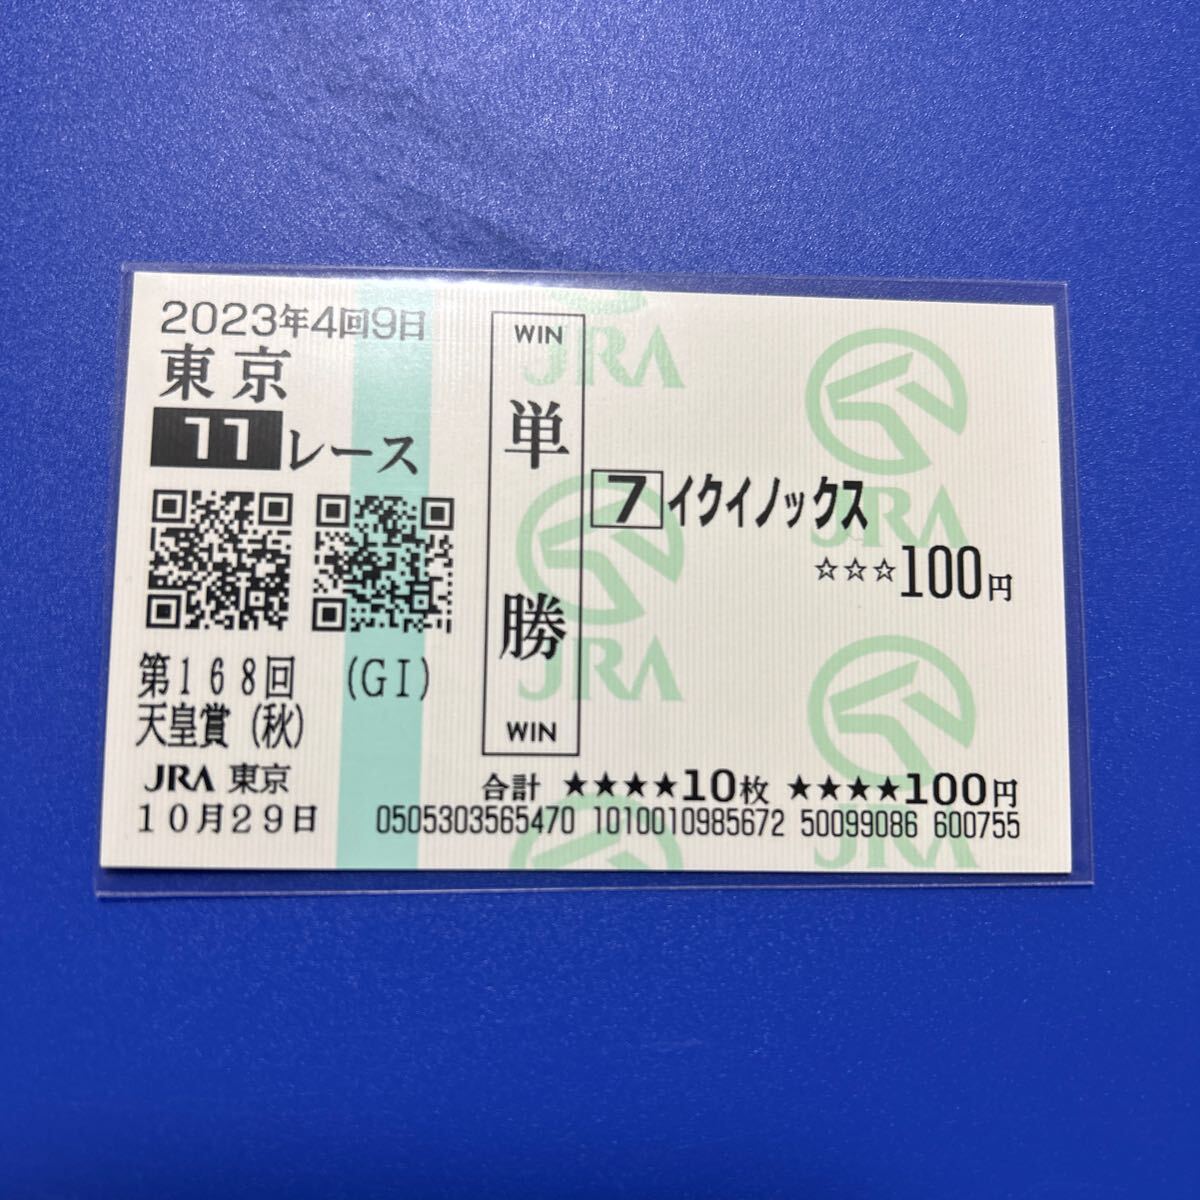 2023年4回9日
東京
11レース
第168回 (GI)
天皇賞(秋)
JRA 東京
10月29日
WIN
単勝
WIN
7 イクイノックス
☆☆☆100円
合計 ★★★★10枚 ★★★★100円
0505303565470 1010010985672 50099086 600755
JRA
JRA
JRA
JRA